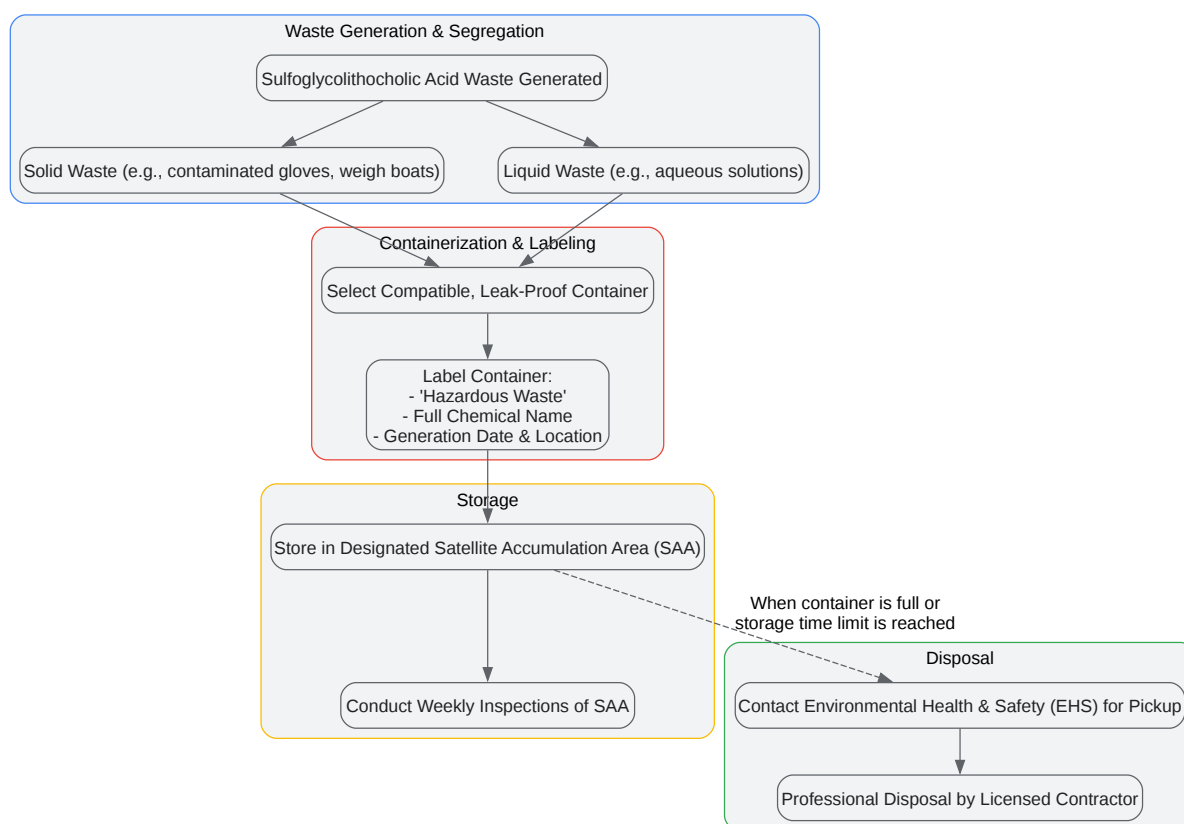 Waste Generation & Segregation
Sulfoglycolithocholic Acid Waste Generated
Solid Waste (e.g., contaminated gloves, weigh boats)
Liquid Waste (e.g., aqueous solutions)
Containerization & Labeling
Select Compatible, Leak-Proof Container
Label Container:
- 'Hazardous Waste'
- Full Chemical Name
- Generation Date & Location
Storage
Store in Designated Satellite Accumulation Area (SAA)
Conduct Weekly Inspections of SAA
When container is full or
storage time limit is reached
Disposal
Contact Environmental Health & Safety (EHS) for Pickup
Professional Disposal by Licensed Contractor